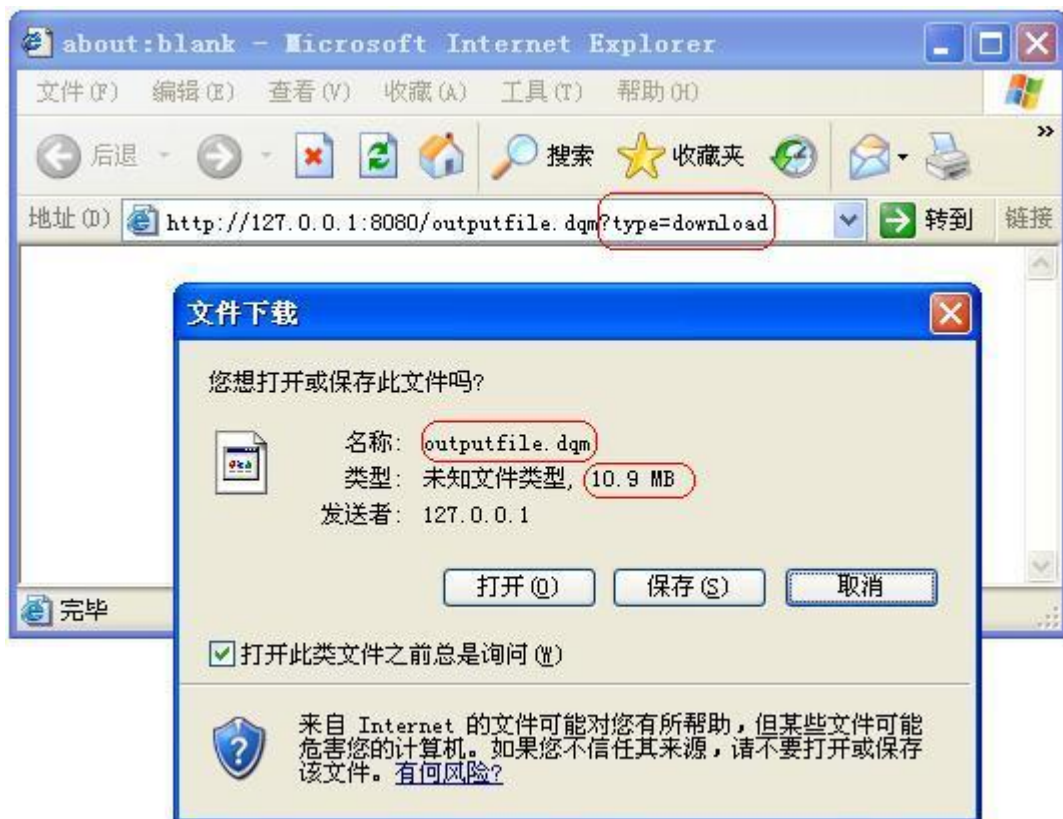 about:blank - Microsoft Internet Explorer
文件(F) 编辑(E) 查看(V) 收藏(A) 工具(T) 帮助(H)
后退 搜索 收藏夹 »
地址(D) http://127.0.0.1:8080/outputfile.dqm?type=download 转到 链接
文件下载
您想打开或保存此文件吗?
名称: outputfile.dqm
类型: 未知文件类型, 10.9 MB
发送者: 127.0.0.1
打开(O) 保存(S) 取消
完毕
打开此类文件之前总是询问(W)
来自 Internet 的文件可能对您有所帮助，但某些文件可能
危害您的计算机。如果您不信任其来源，请不要打开或保存
该文件。有何风险?